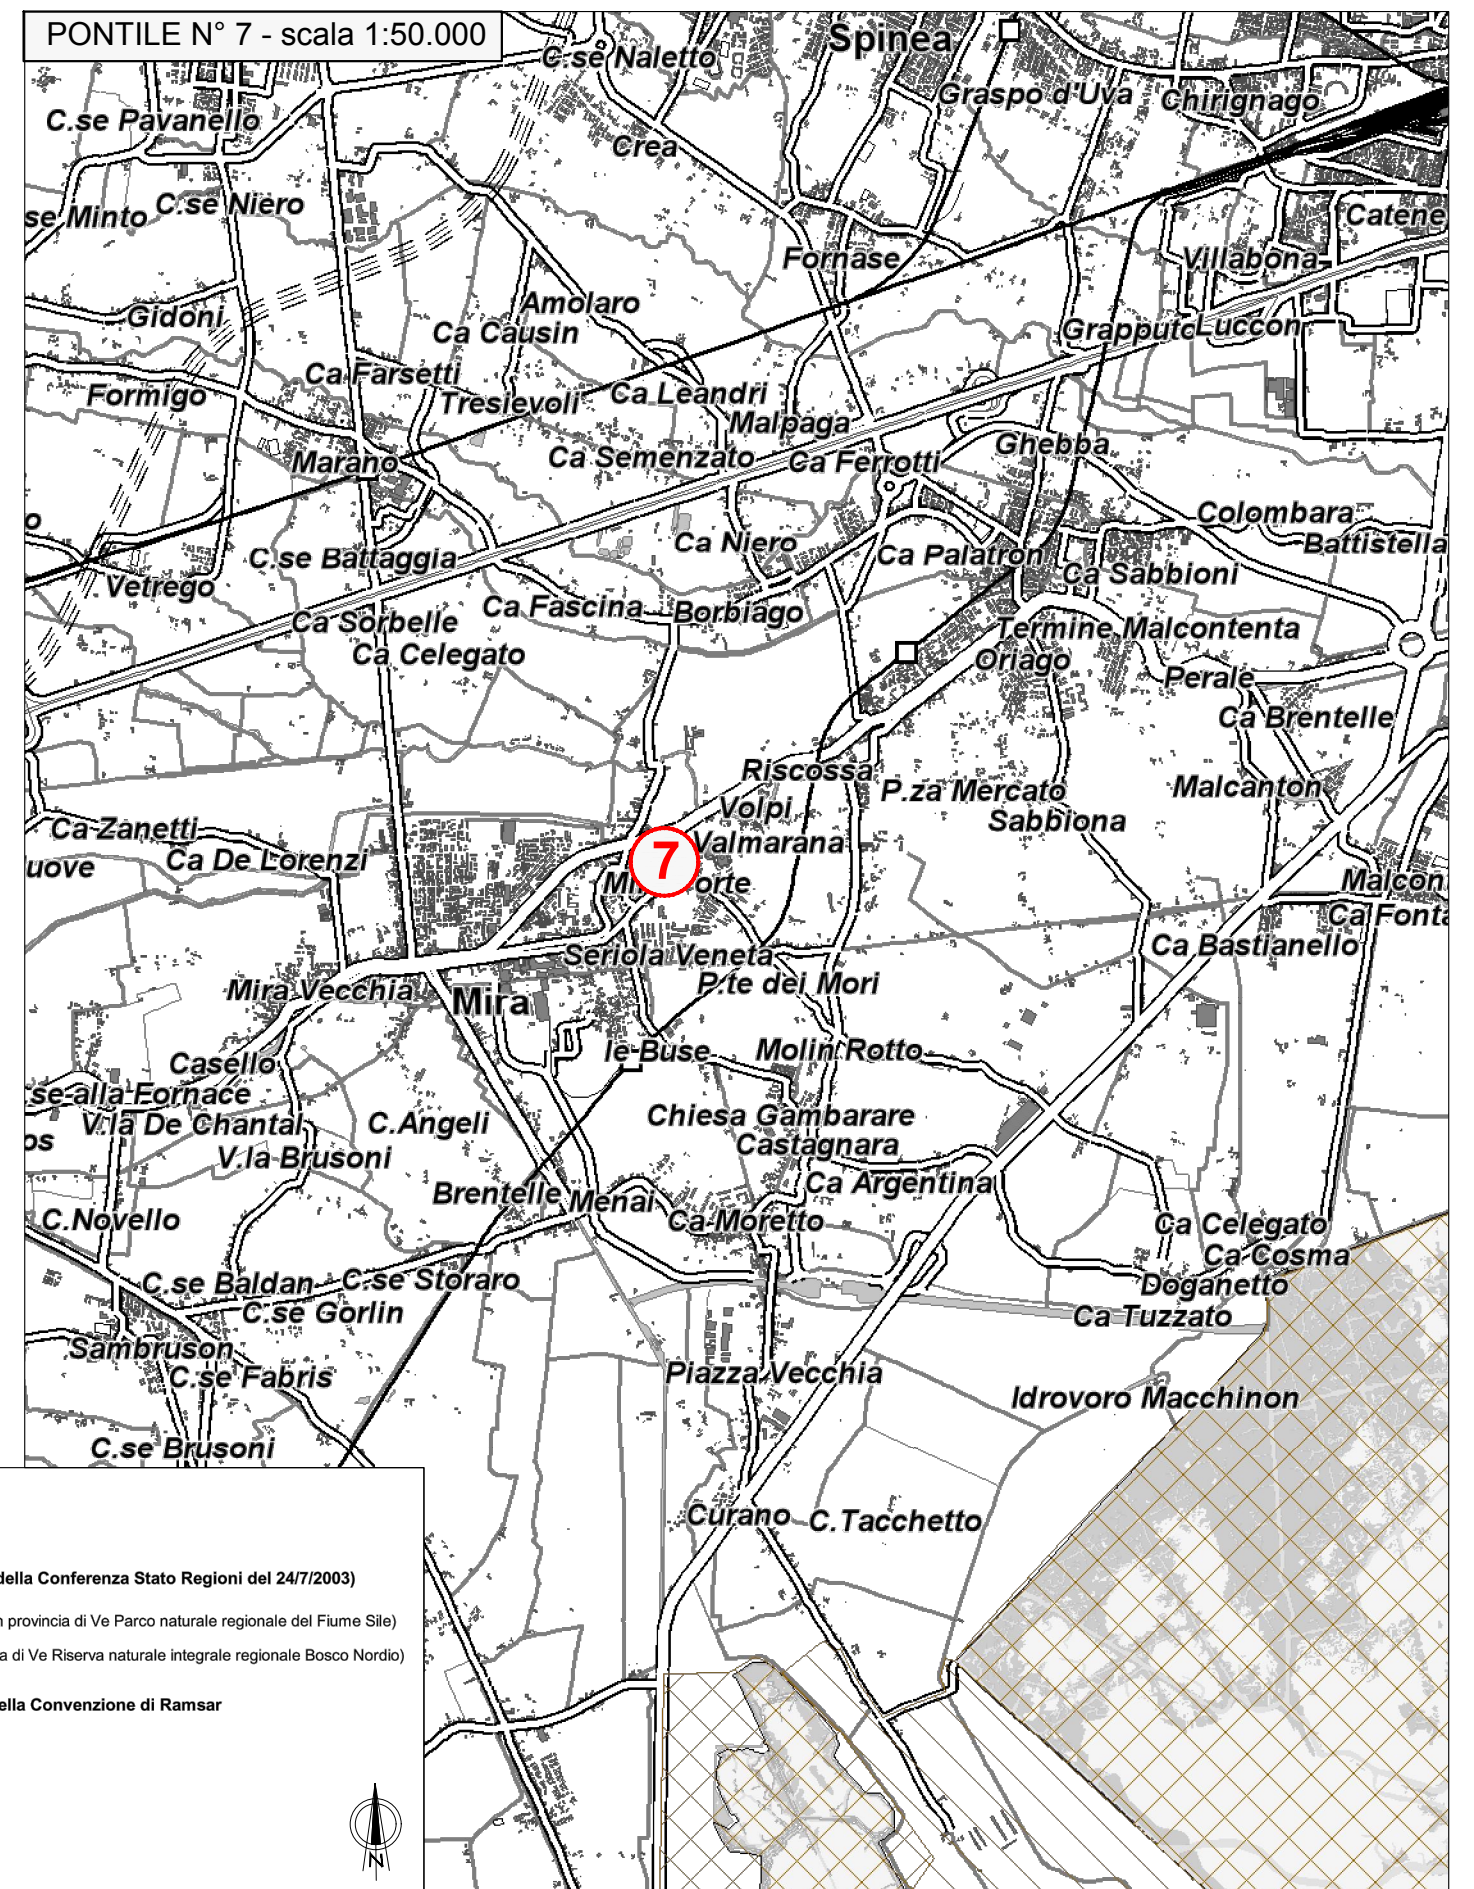 PONTILE N° 7 - scala 1:50.000
Spinea
C.se Naletto
Graspo d'Uva
Chirignago
C.se Pavanello
Crea
se Minto
C.se Niero
Catene
Fornase
Villabona
Gidoni
Amolaro
Ca Causin
Grapputo
Luccon
Ca Farsetti
Formigo
Tresievoli
Ca Leandri
Malpaga
Ghebba
Marano
Ca Semenzato
Ca Ferrotti
o
Colombara
Ca Niero
Battistella
C.se Battaggia
Ca Palatron
Ca Sabbioni
Vetrego
Ca Fascina
Borbiago
Ca Sorbelle
Termine Malcontenta
Ca Celegato
Oriago
Perale
Ca Brentelle
Riscossa
P.za Mercato
Malcanton
Volpi
Sabbiona
Ca Zanetti
Valmarana
uove
Ca De Lorenzi
7
Mi orte
Malcon
Ca Fonta
Seriola Veneta
Ca Bastianello
Mira Vecchia
Mira
P.te dei Mori
le Buse
Molin Rotto
Casello
se alla Fornace
V.la De Chantal
C.Angeli
Chiesa Gambarare
os
Castagnara
V.la Brusoni
Ca Argentina
Brentelle
Menai
C.Novello
Ca Moretto
Ca Celegato
Ca Cosma
C.se Baldan
C.se Storaro
Doganetto
C.se Gorlin
Ca Tuzzato
Sambruson
C.se Fabris
Piazza Vecchia
Idrovoro Macchinon
C.se Brusoni
Curano
C.Tacchetto
della Conferenza Stato Regioni del 24/7/2003)
n provincia di Ve Parco naturale regionale del Fiume Sile)
a di Ve Riserva naturale integrale regionale Bosco Nordio)
ella Convenzione di Ramsar
N